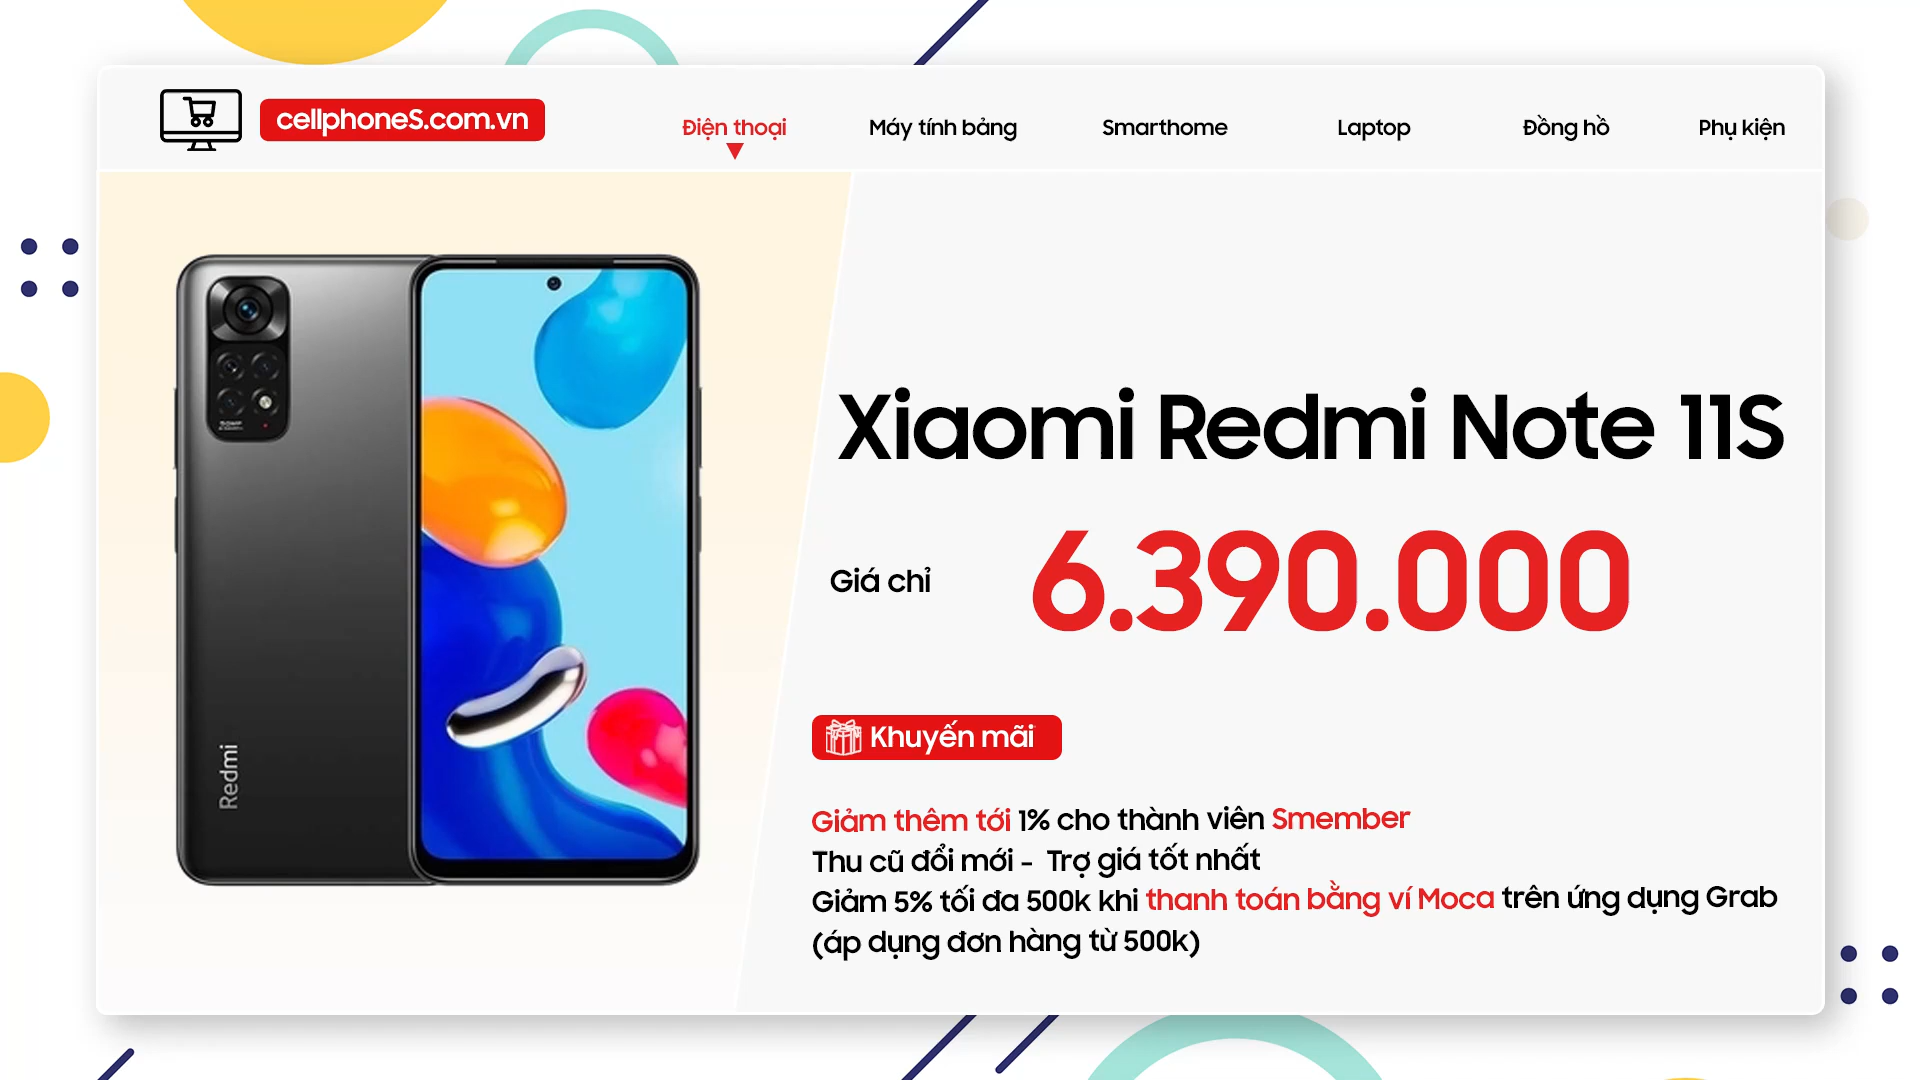 cellphoneS.com.vn
Điện thoại
Máy tính bảng
Smarthome
Laptop
Đồng hồ
Phụ kiện
Redmi
Xiaomi Redmi Note 11S
Giá chỉ
6.390.000
Khuyến mãi
Giảm thêm tới 1% cho thành viên Smember
Thu cũ đổi mới - Trợ giá tốt nhất
Giảm 5% tối đa 500k khi thanh toán bằng ví Moca trên ứng dụng Grab
(áp dụng đơn hàng từ 500k)